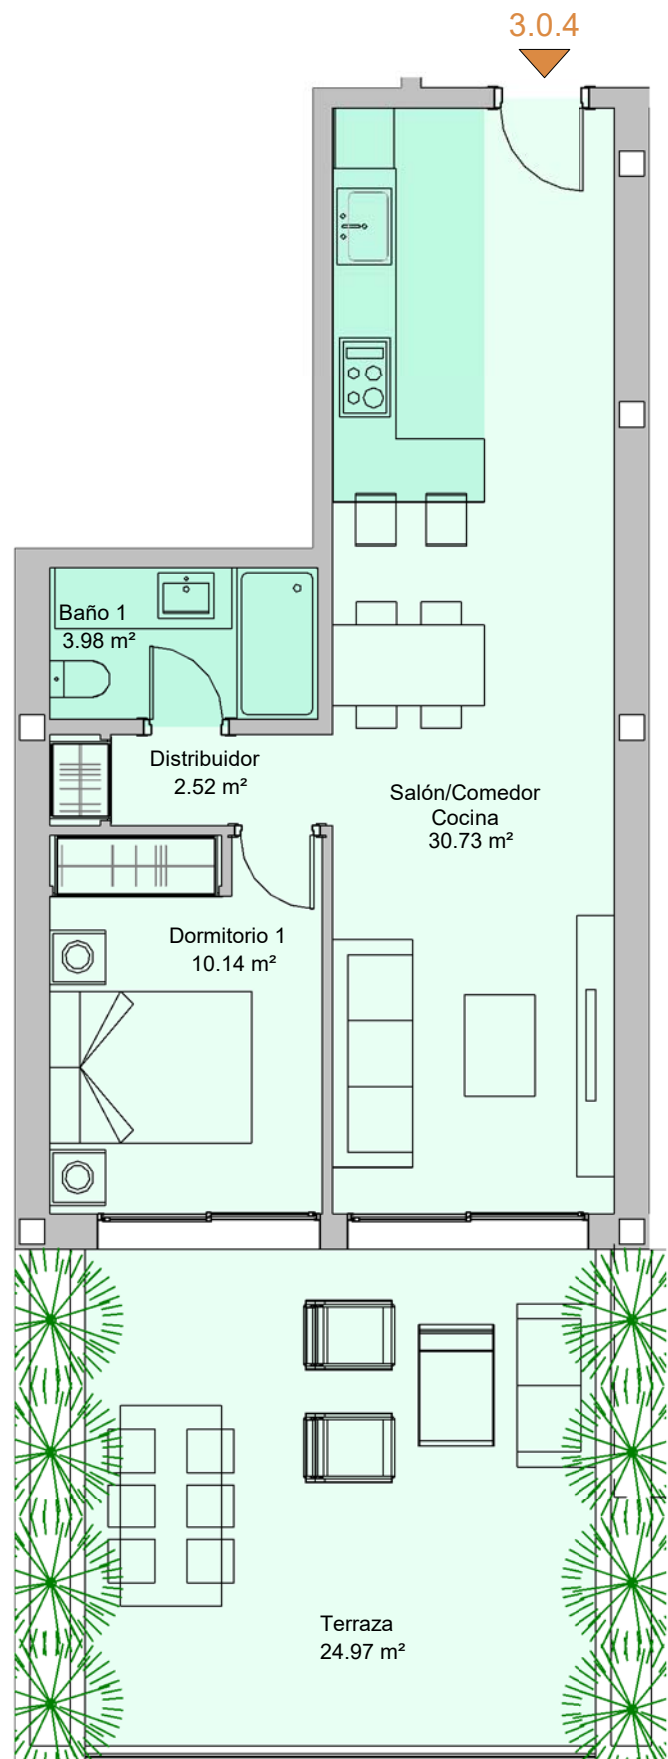 3.0.4
Baño 1
3.98 m²
Distribuidor
2.52 m²
Salón/Comedor
Cocina
30.73 m²
Dormitorio 1
10.14 m²
Terraza
24.97 m²